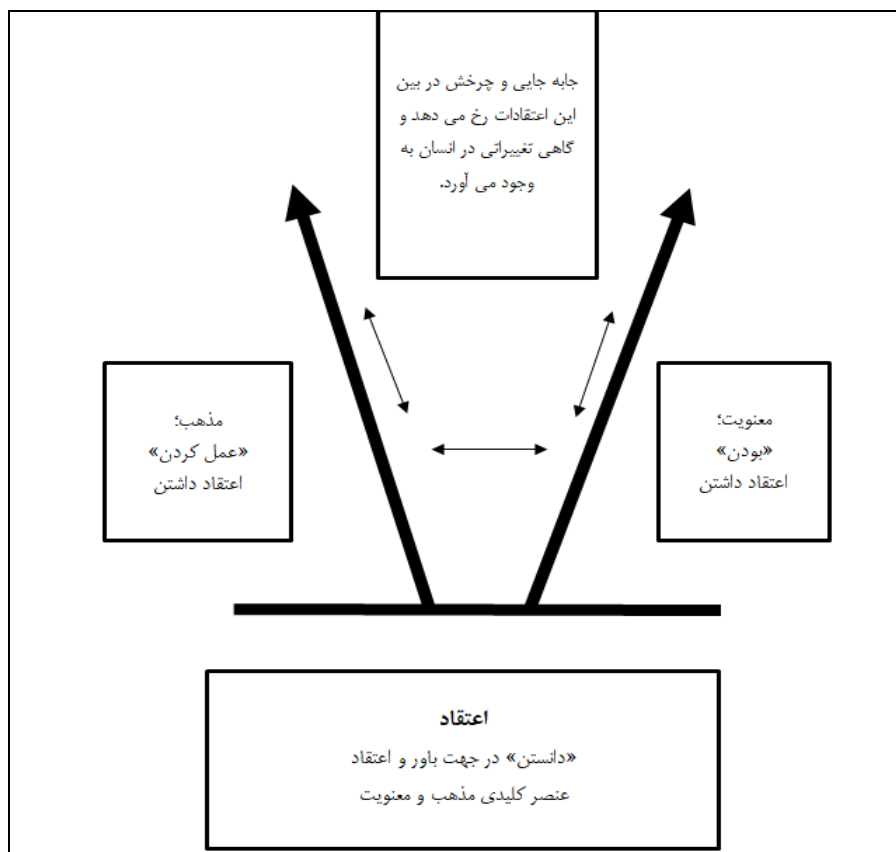 جابه جایی و چرخش در بین
این اعتقادات رخ می دهد و
گاهی تغییراتی در انسان به
وجود می آورد.
معنویت؛
«بودن»
اعتقاد داشتن
مذهب؛
«عمل کردن»
اعتقاد داشتن
اعتقاد
«دانستن» در جهت باور و اعتقاد
عنصر کلیدی مذهب و معنویت